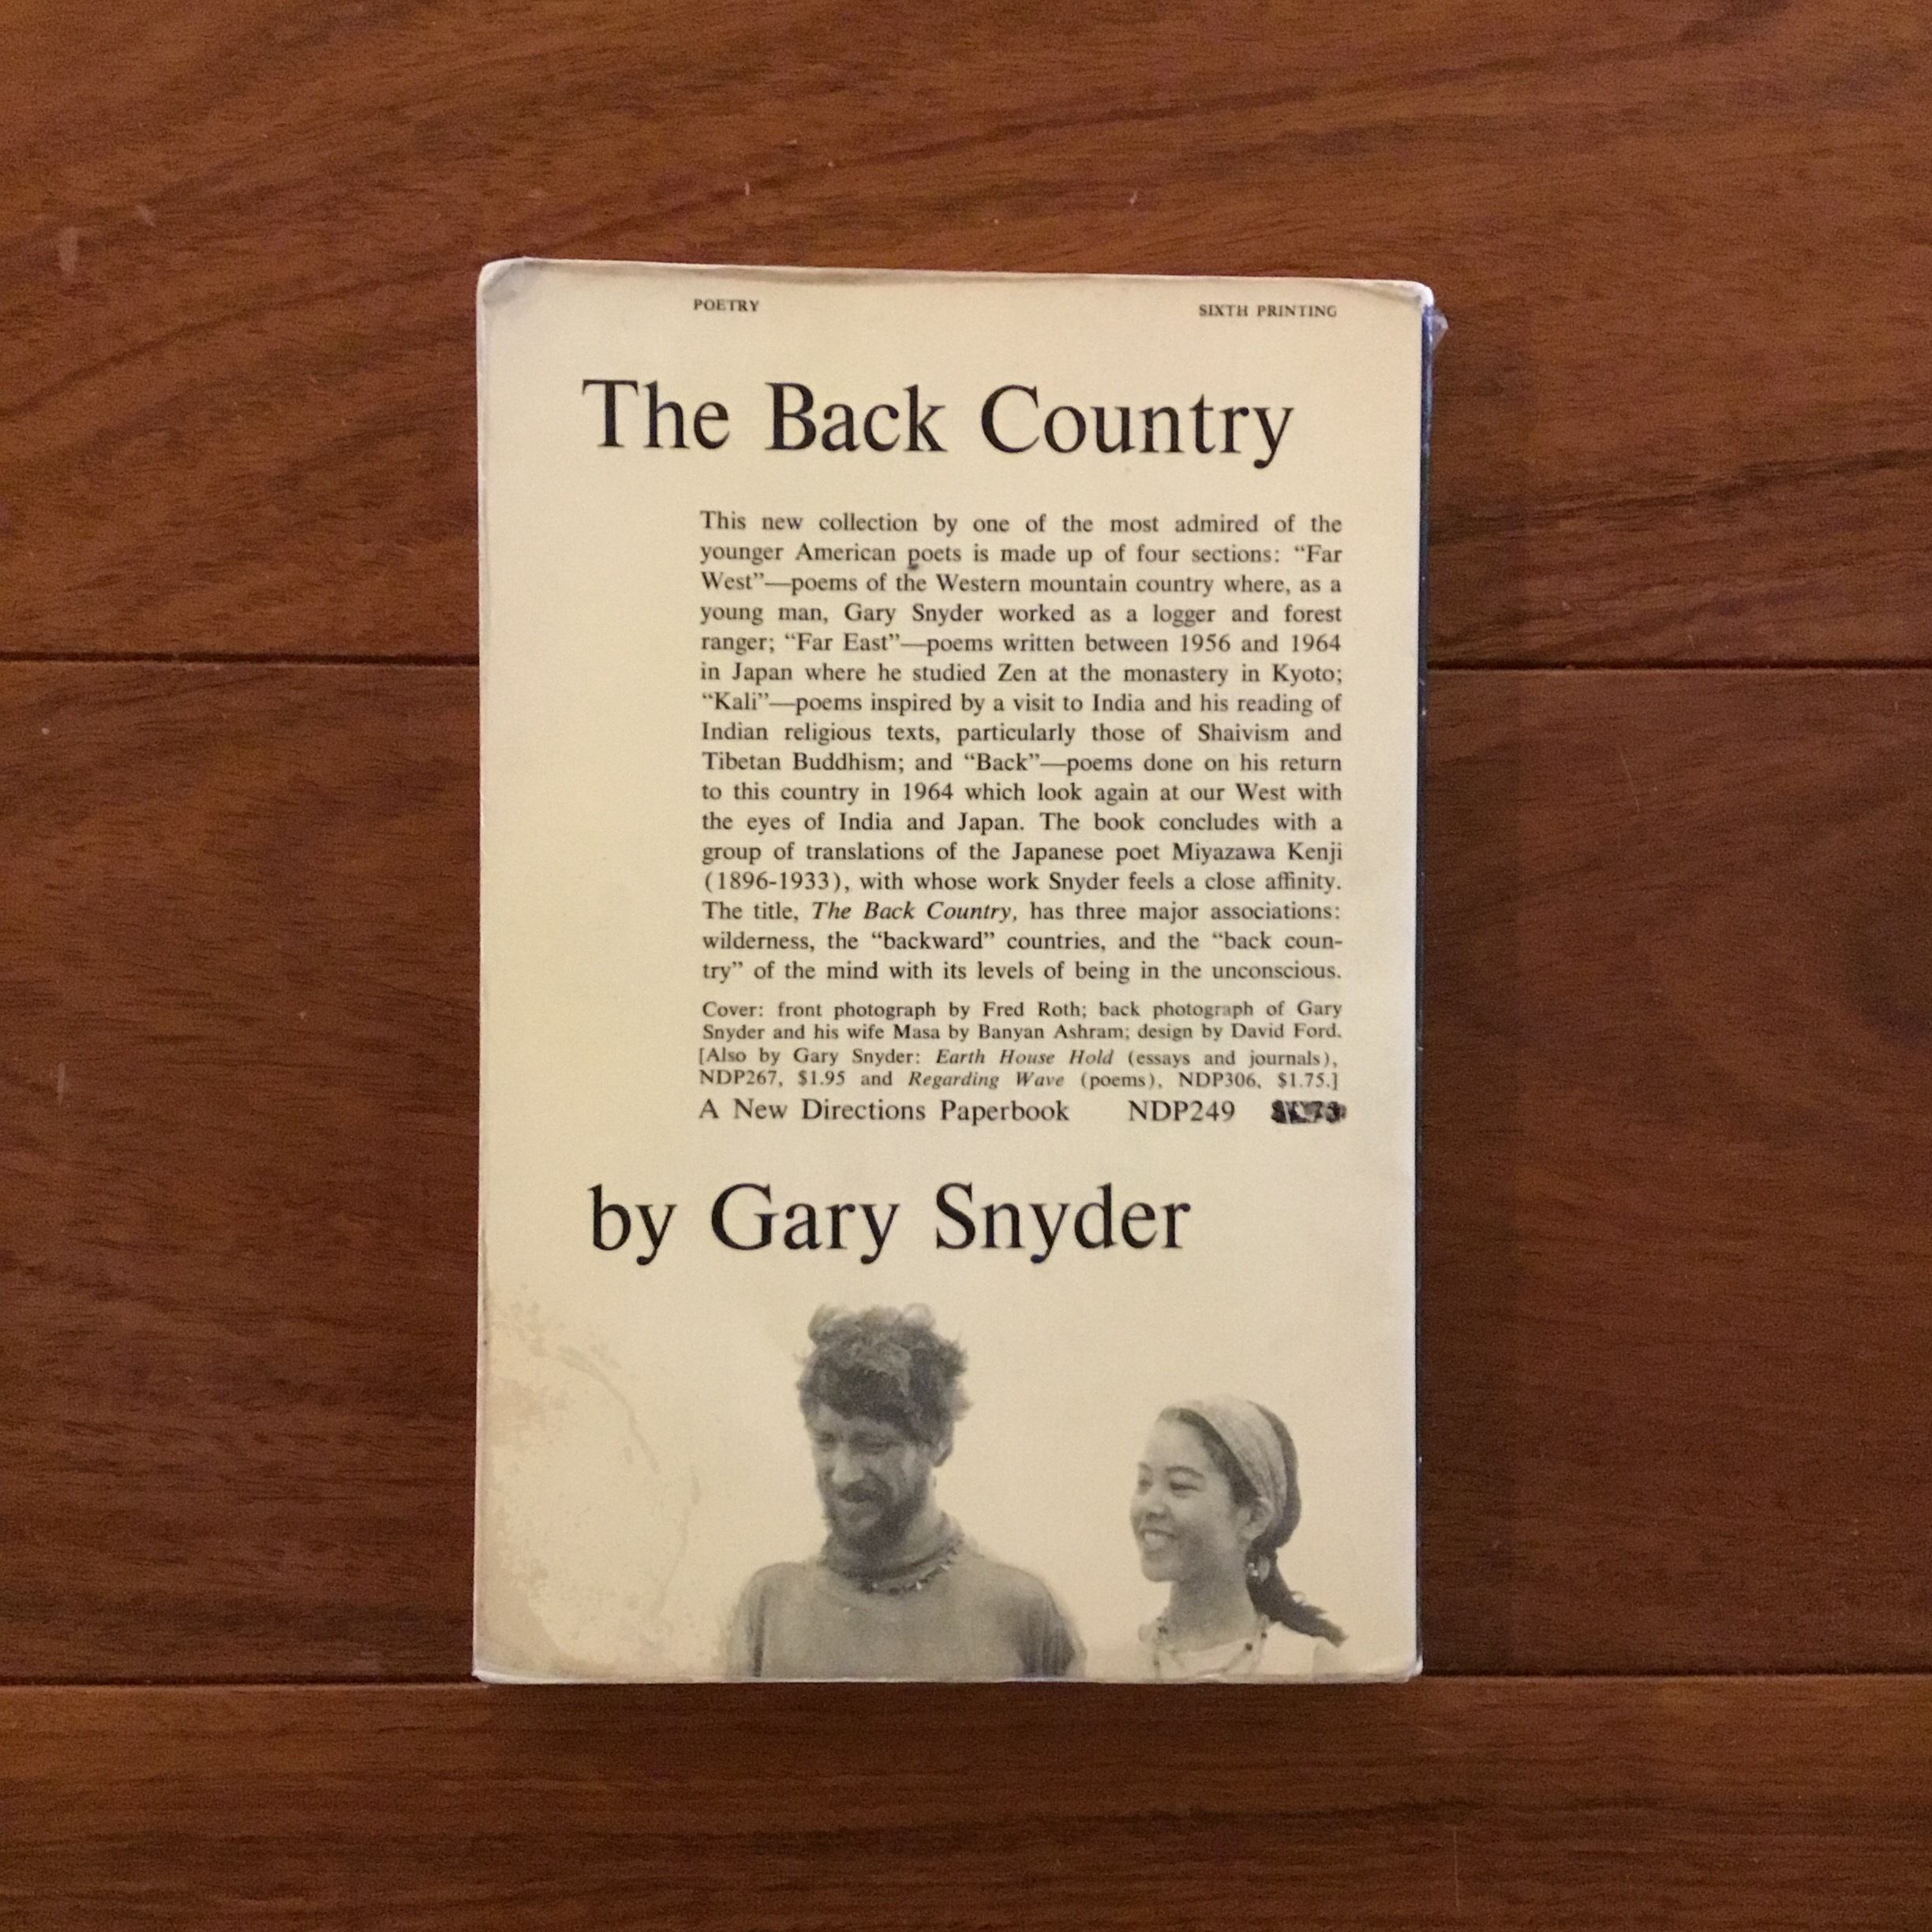 POETRY SIXTH PRINTING
The Back Country
This new collection by one of the most admired of the
younger American poets is made up of four sections: “Far
West”—poems of the Western mountain country where, as a
young man, Gary Snyder worked as a logger and forest
ranger; “Far East”—poems written between 1956 and 1964
in Japan where he studied Zen at the monastery in Kyoto;
“Kali”—poems inspired by a visit to India and his reading of
Indian religious texts, particularly those of Shaivism and
Tibetan Buddhism; and “Back”—poems done on his return
to this country in 1964 which look again at our West with
the eyes of India and Japan. The book concludes with a
group of translations of the Japanese poet Miyazawa Kenji
(1896-1933), with whose work Snyder feels a close affinity.
The title, The Back Country, has three major associations:
wilderness, the “backward” countries, and the “back coun-
try” of the mind with its levels of being in the unconscious.
Cover: front photograph by Fred Roth; back photograph of Gary
Snyder and his wife Masa by Banyan Ashram; design by David Ford.
[Also by Gary Snyder: Earth House Hold (essays and journals),
NDP267, $1.95 and Regarding Wave (poems), NDP306, $1.75.]
A New Directions Paperbook NDP249
by Gary Snyder